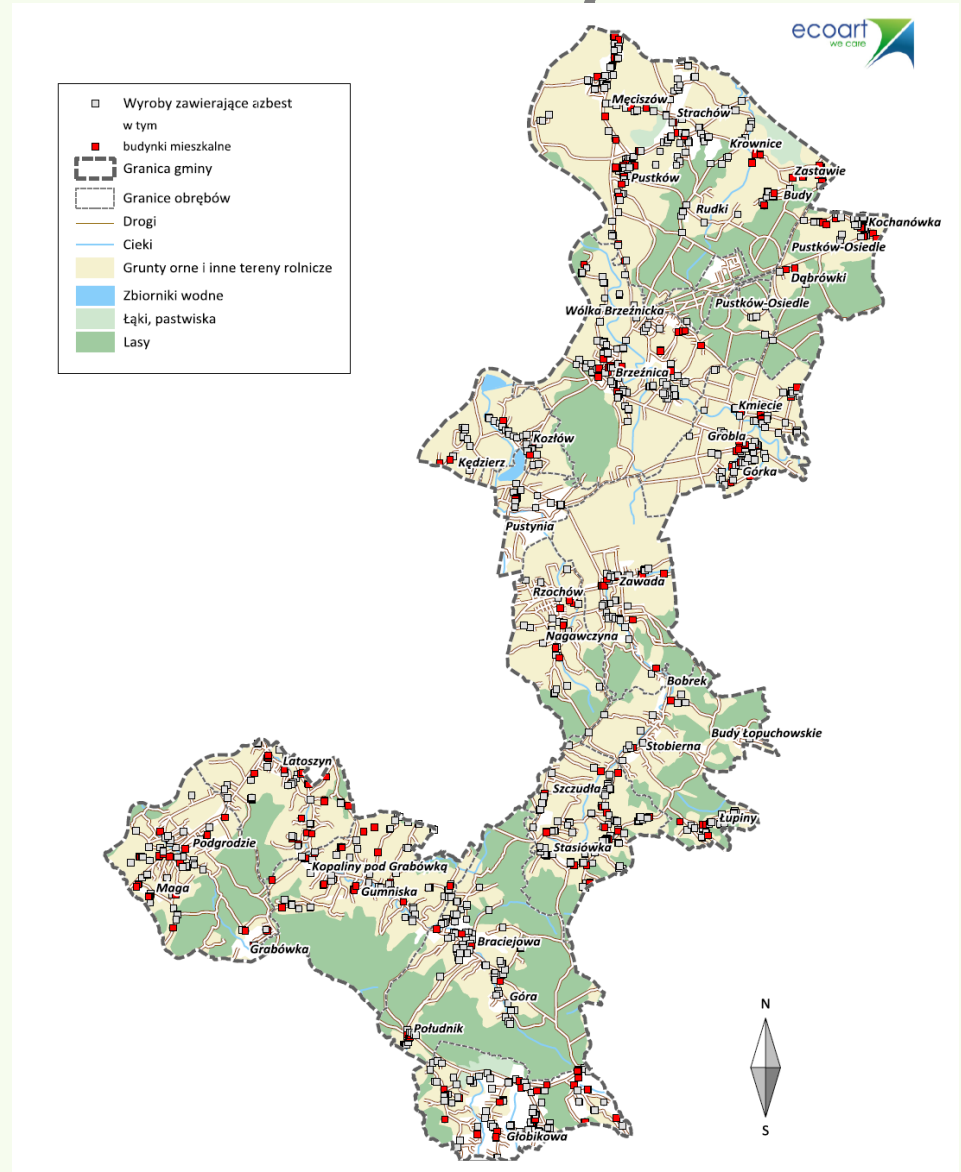 ecoart
we care
Wyroby zawierające azbest
w tym
budynki mieszkalne
Granica gminy
Granice obrębów
Drogi
Cieki
Grunty orne i inne tereny rolnicze
Zbiorniki wodne
Łąki, pastwiska
Lasy
Męciszów
Strachów
Krownice
Zastawie
Pustków
Budy
Rudki
Kochanówka
Pustków-Osiedle
Dąbrówki
Pustków-Osiedle
Wólka Brzeźnicka
Brzeźnica
Kmiecie
Grobla
Kozłów
Kędzierz
Górka
Pustynia
Zawada
Rzochów
Nagawczyna
Bobrek
Budy Łopuchowskie
Stobierna
Latoszyn
Szczudła
Łupiny
Podgrodzie
Stasiówka
Kopaliny pod Grabówką
Maga
Gumniska
Grabówka
Braciejowa
Góra
N
Południk
S
Głobikowa